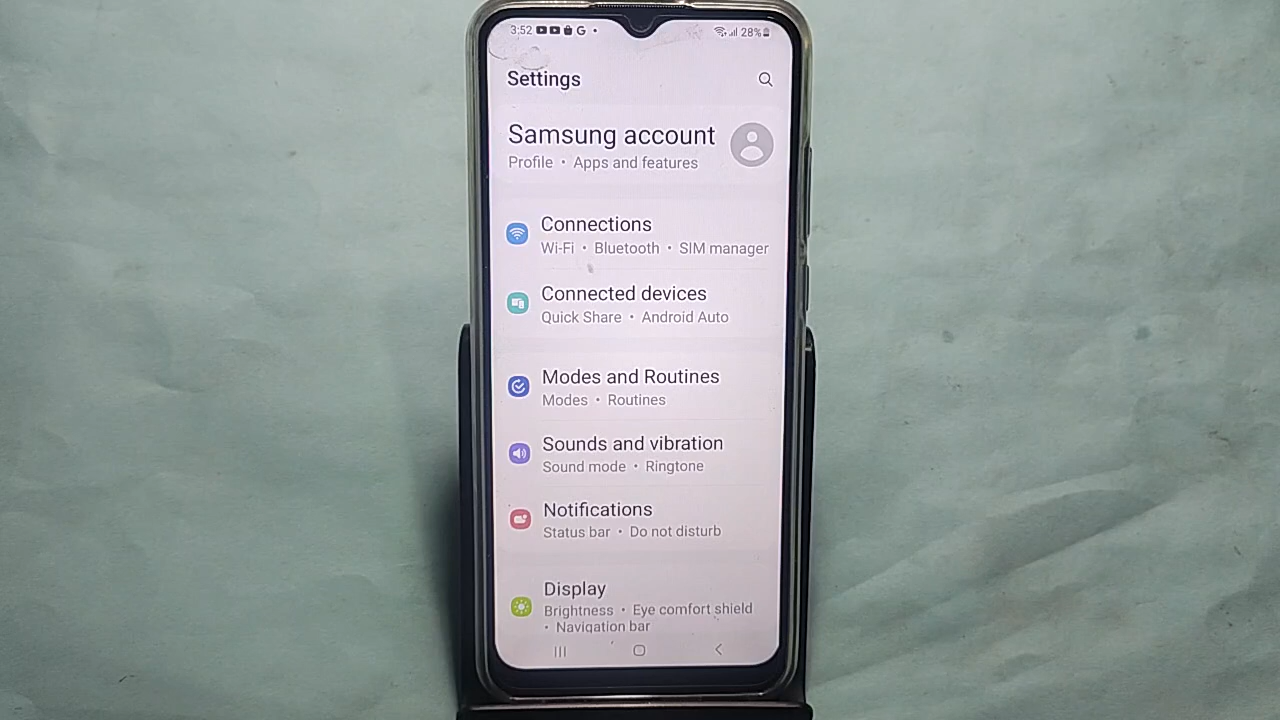 3:52 G • 28%
Settings
Samsung account
Profile • Apps and features
Connections
Wi-Fi • Bluetooth • SIM manager
Connected devices
Quick Share • Android Auto
Modes and Routines
Modes • Routines
Sounds and vibration
Sound mode • Ringtone
Notifications
Status bar • Do not disturb
Display
Brightness • Eye comfort shield
• Navigation bar